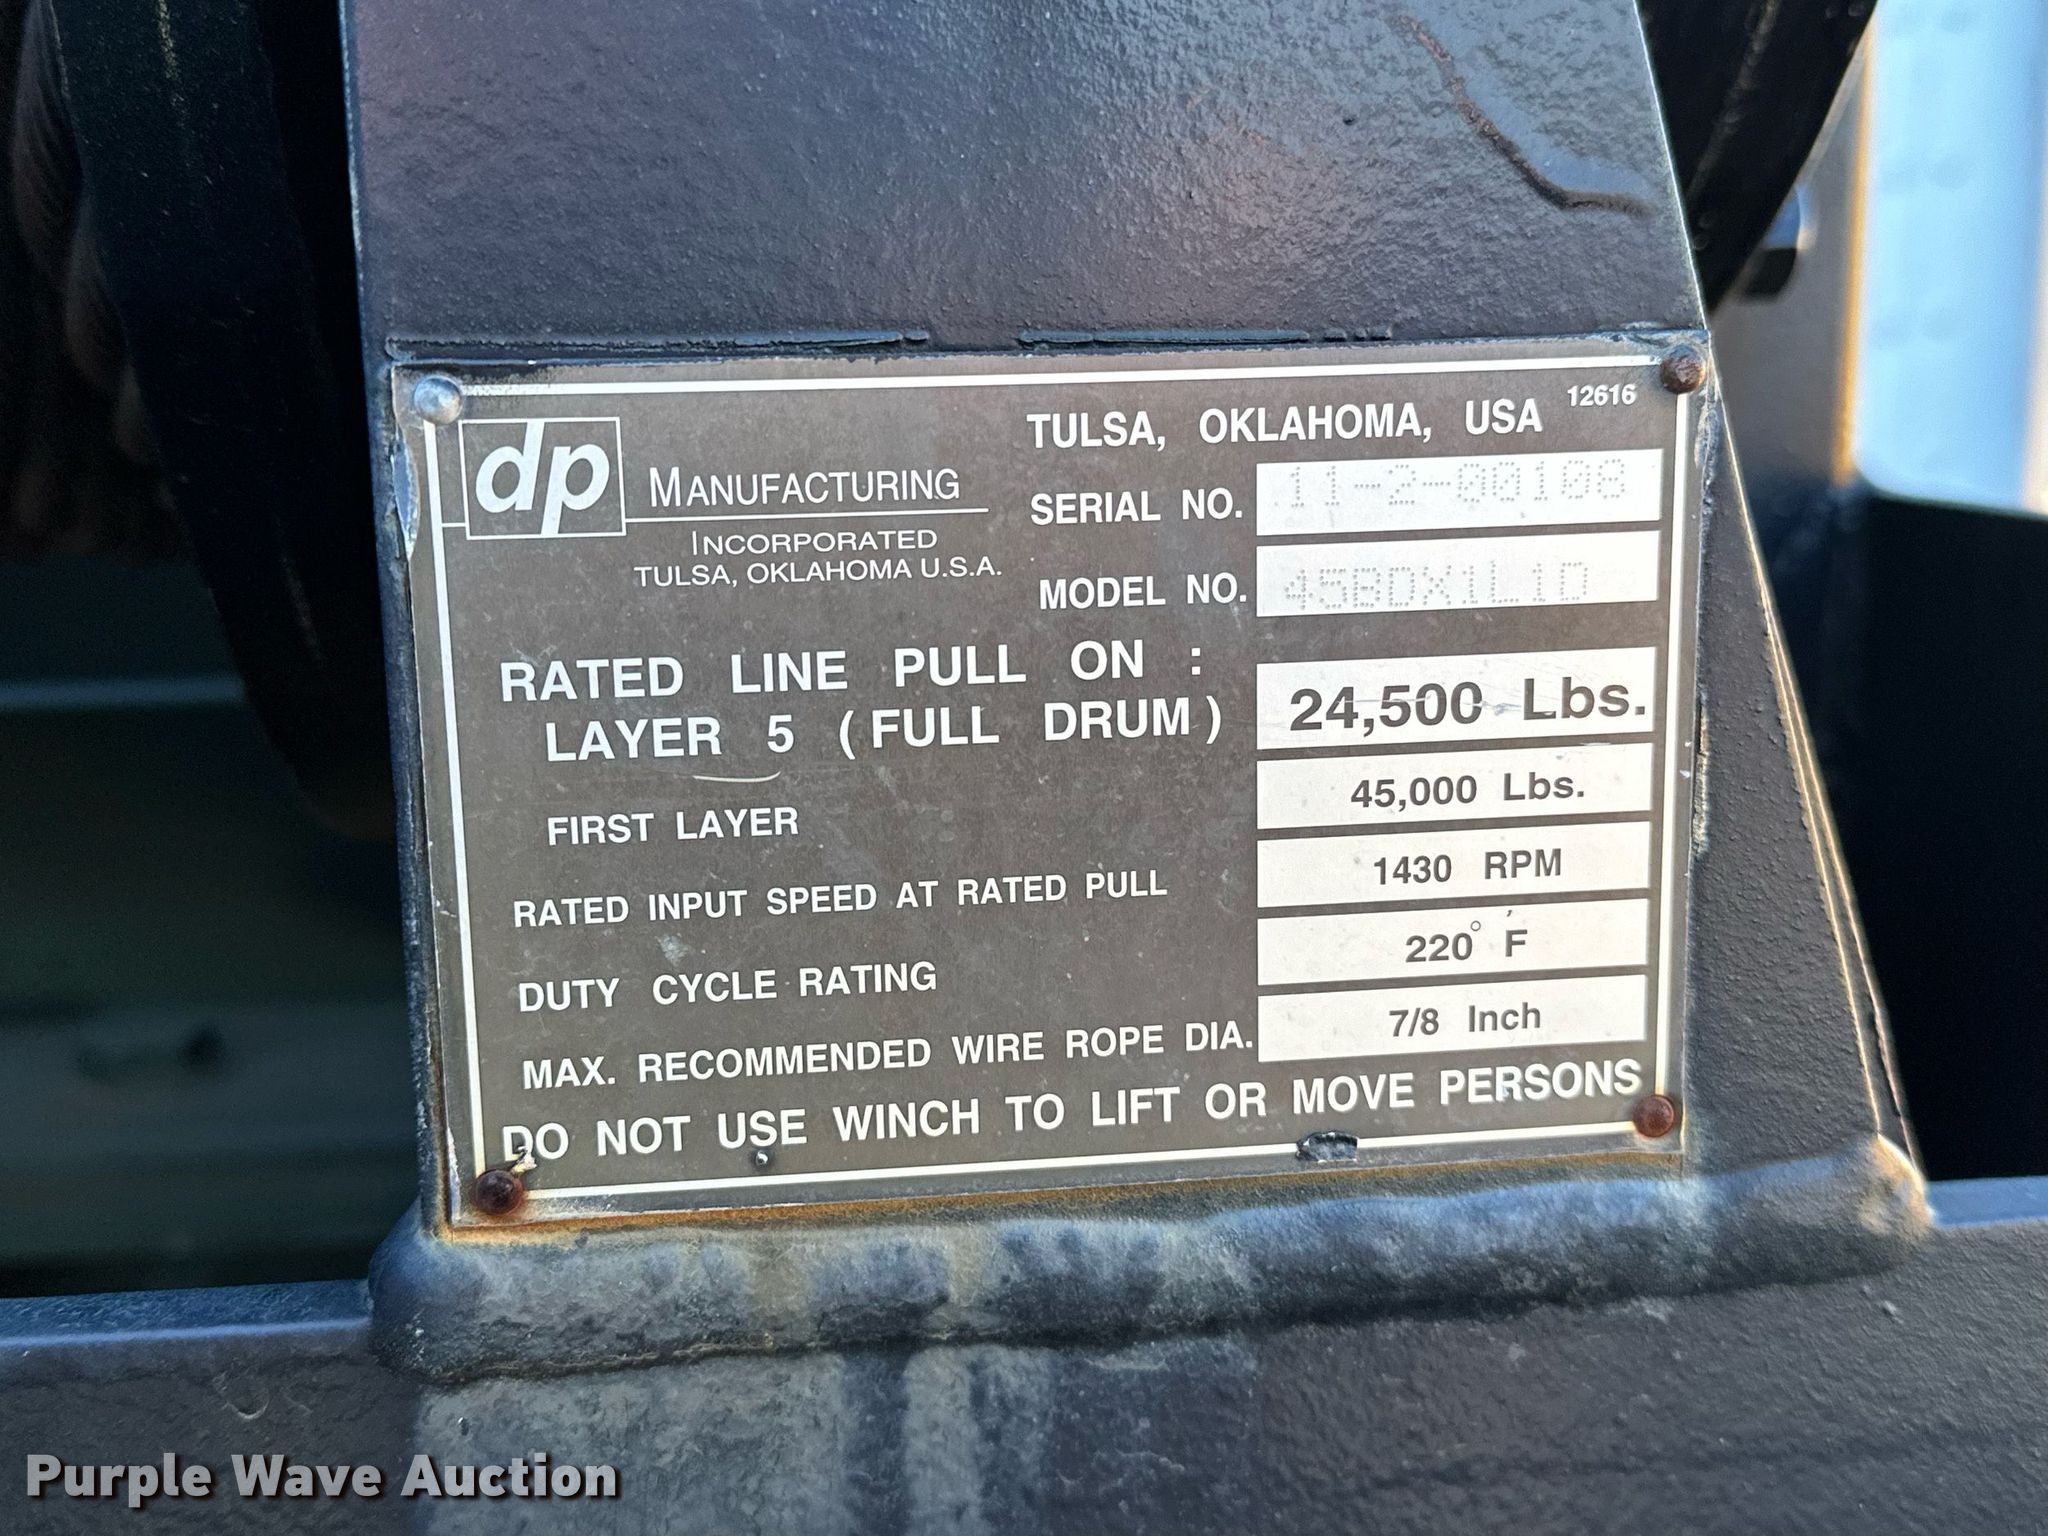 dp MANUFACTURING
INCORPORATED
TULSA, OKLAHOMA U.S.A.
TULSA, OKLAHOMA, USA 12616
SERIAL NO. 11-2-00108
MODEL NO. 45BDX1L1D
RATED LINE PULL ON :
LAYER 5 (FULL DRUM) 24,500 Lbs.
FIRST LAYER 45,000 Lbs.
RATED INPUT SPEED AT RATED PULL 1430 RPM
DUTY CYCLE RATING 220° F
MAX. RECOMMENDED WIRE ROPE DIA. 7/8 Inch
DO NOT USE WINCH TO LIFT OR MOVE PERSONS
Purple Wave Auction